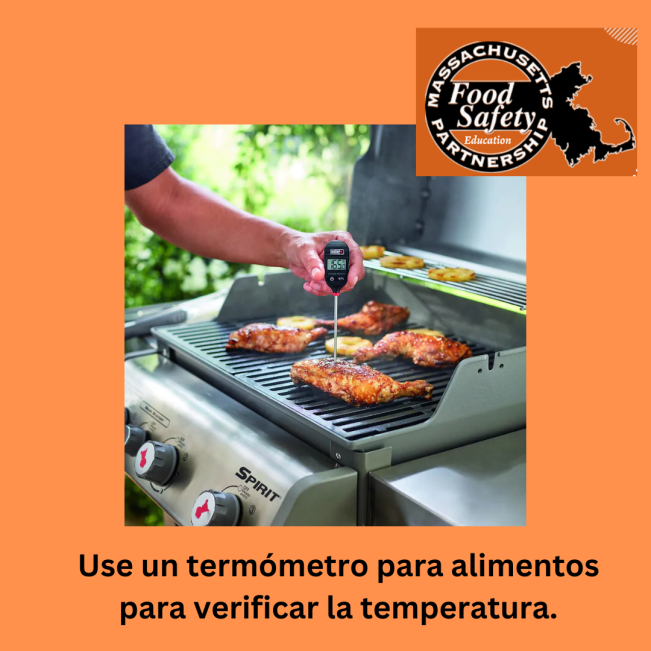 MASSACHUSETTS
Food
Safety
Education
PARTNERSHIP
SPIRIT
Use un termómetro para alimentos
para verificar la temperatura.